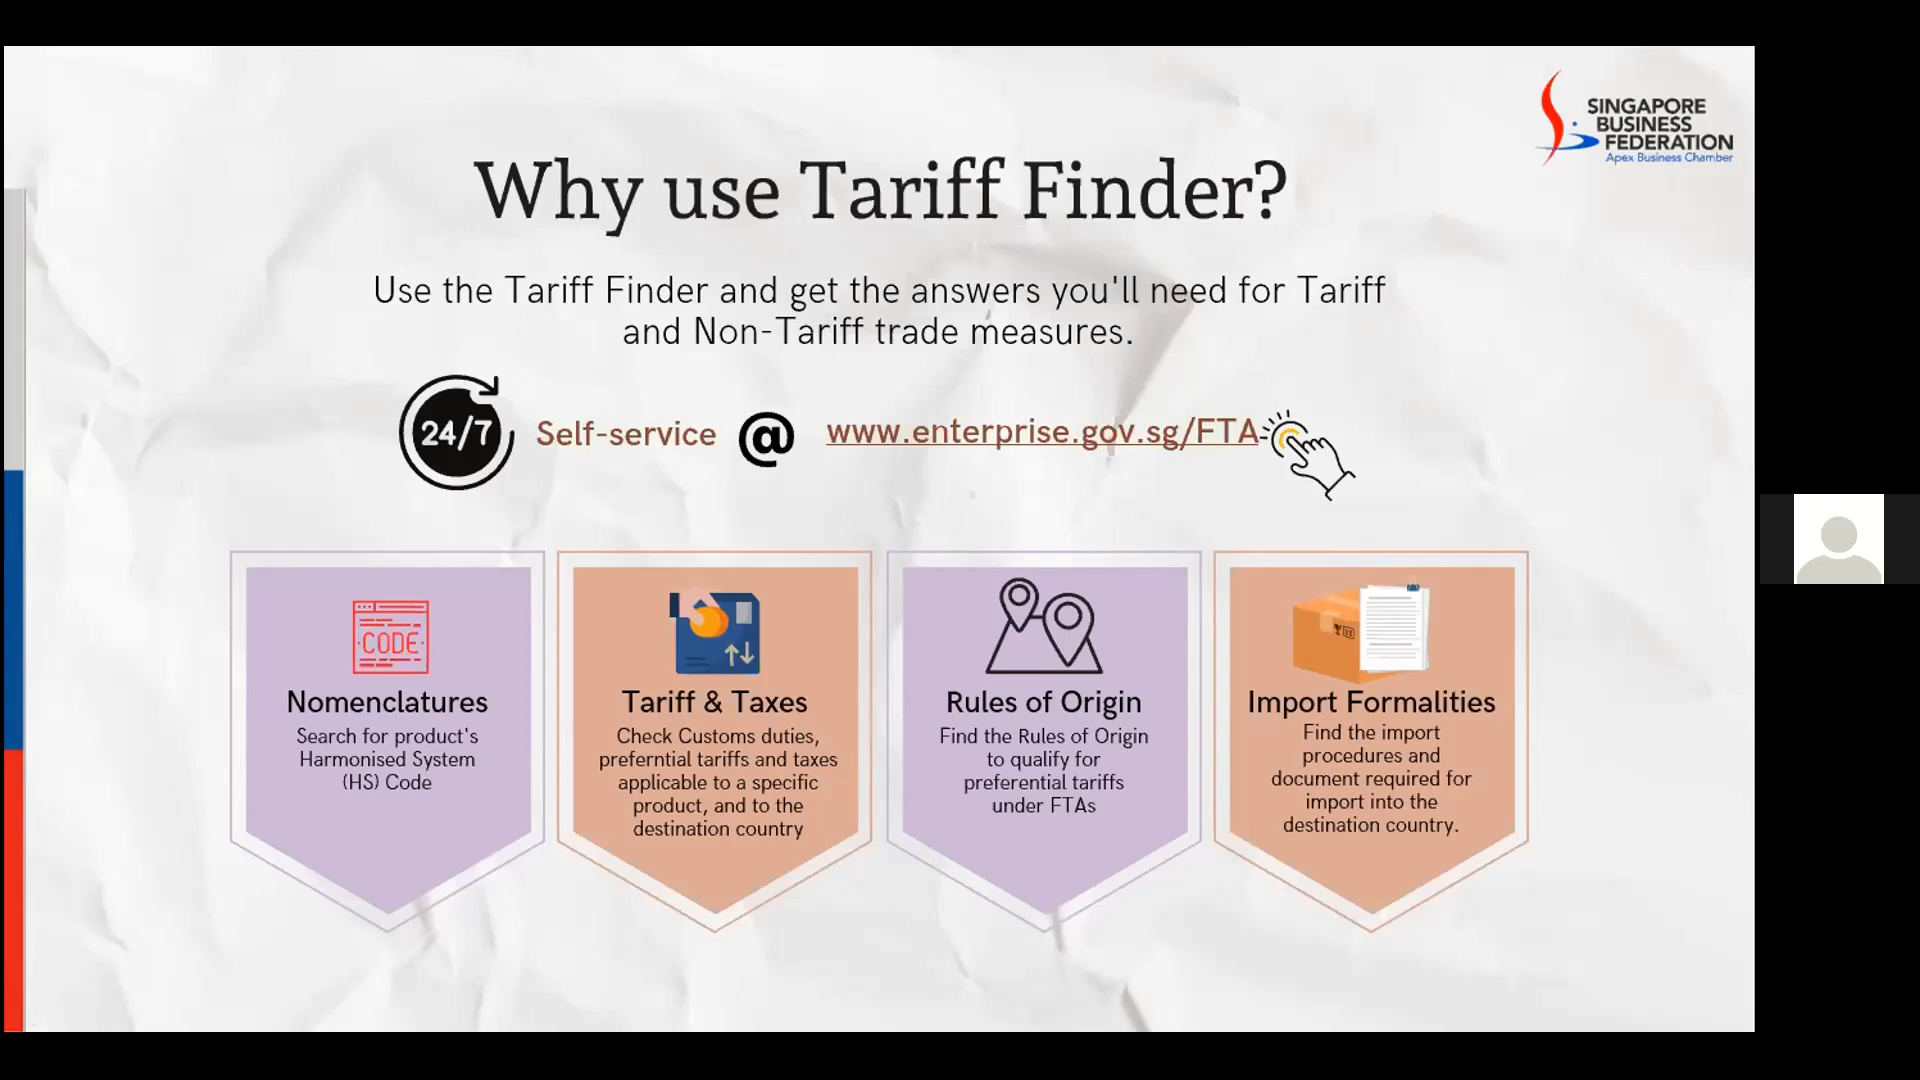 SINGAPORE
BUSINESS
FEDERATION
Apex Business Chamber
Why use Tariff Finder?
Use the Tariff Finder and get the answers you'll need for Tariff
and Non-Tariff trade measures.
24/7 Self-service @ www.enterprise.gov.sg/FTA
CODE
Nomenclatures
Search for product's
Harmonised System
(HS) Code
Tariff & Taxes
Check Customs duties,
preferntial tariffs and taxes
applicable to a specific
product, and to the
destination country
Rules of Origin
Find the Rules of Origin
to qualify for
preferential tariffs
under FTAs
Import Formalities
Find the import
procedures and
document required for
import into the
destination country.